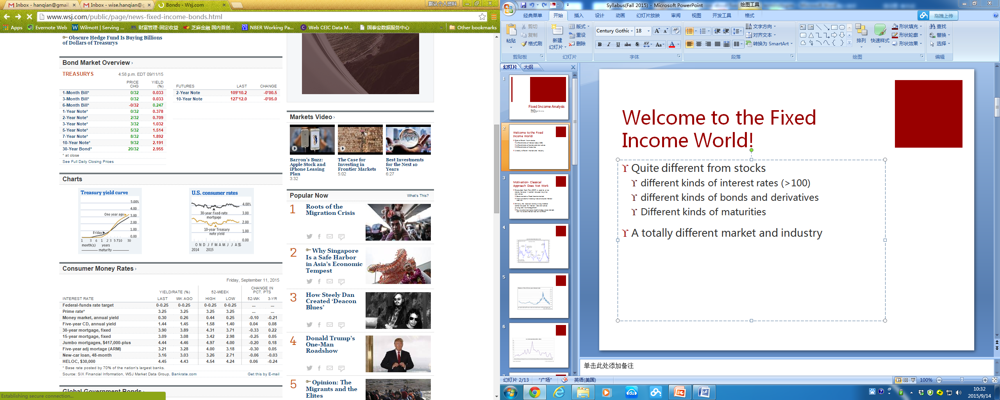 Inbox - hanqian@gmail
Inbox - wise.hanqian@g
Bonds - Wsj.com
默认个人资料
www.wsj.com/public/page/news-fixed-income-bonds.html
Apps
Evernote Web
Wilmott | Serving ...
财富管理-固定收益
芝麻金融 国内首创...
NBER Working Pa...
Web CEIC Data M...
国泰安数据服务中心
»
Other bookmarks
Obscure Hedge Fund Is Buying Billions
of Dollars of Treasurys
Bond Market Overview ›
TREASURYS 4:58 p.m. EDT 09/11/15
PRICE CHG YIELD (%)
1-Month Bill* 0/32 0.033
3-Month Bill* 0/32 0.033
6-Month Bill* -0/32 0.247
1-Year Note* 0/32 0.378
2-Year Note* 2/32 0.709
3-Year Note* 3/32 1.032
5-Year Note* 5/32 1.514
7-Year Note* 8/32 1.892
10-Year Note* 9/32 2.191
30-Year Bond* 20/32 2.955
* at close
See Full Daily Closing Prices
FUTURES LAST CHANGE
2-Year Note 109'10.2 -0'00.5
10-Year Note 127'12.0 -0'05.0
Charts
Treasury yield curve
5.00%
4.00
One year ago 3.00
2.00
1.00
Friday 0.00
1 3 6 1 2 3 5 7 10 30
month(s) years
maturity
U.S. consumer rates
4.00%
30-year fixed-rate 3.00
mortgage
2.00
10-year Treasury 1.00
note yield
0.00
O N D J F M A M J J A S S
2014 2015
Consumer Money Rates ›
Friday, September 11, 2015
YIELD/RATE (%) 52-WEEK CHANGE IN PCT. PTS
INTEREST RATE LAST WK AGO HIGH LOW 52-WK 3-YR
Federal-funds rate target 0-0.25 0-0.25 0-0.25 0-0.25 ... ...
Prime rate* 3.25 3.25 3.25 3.25 ... ...
Money market, annual yield 0.30 0.26 0.44 0.25 -0.10 -0.21
Five-year CD, annual yield 1.44 1.45 1.58 1.40 0.04 0.08
30-year mortgage, fixed 3.90 3.89 4.31 3.71 -0.33 0.22
15-year mortgage, fixed 3.09 3.08 3.42 2.98 -0.25 0.05
Jumbo mortgages, $417,000-plus 4.44 4.46 4.97 4.00 -0.20 0.18
Five-year adj mortage (ARM) 3.21 3.28 4.00 3.18 -0.30 0.05
New-car loan, 48-month 3.16 3.03 3.26 2.71 -0.06 -0.03
HELOC, $30,000 4.45 4.43 4.54 4.24 0.06 -0.24
* Base rate posted by 70% of the nation's largest banks.
Source: SIX Financial Information, WSJ Market Data Group, Bankrate.com Get this by E-mail
Global Government Bonds ›
Establishing secure connection...
Markets Video ›
Barron's Buzz:
Apple Stock and
iPhone Leasing
Plan
3:32
The Case for
Investing in
Frontier Markets
5:02
Best Investments
for the Next 10
Years
6:27
Popular Now What's This?
1 Roots of the
Migration Crisis
2 Why Singapore
Is a Safe Harbor
in Asia's Economic
Tempest
3 How Steely Dan
Created ‘Deacon
Blues’
4 Donald Trump's
One-Man
Roadshow
5 Opinion: The
Migrants and the
Elites
Syllabus(Fall 2015) - Microsoft PowerPoint
绘图工具
经典菜单 开始 插入 设计 动画 幻灯片放映 审阅 视图 开发工具 格式
拖拽上传
粘贴
剪切
复制
格式刷
剪贴板
新建
幻灯片
版式
重设
删除
幻灯片
Century Gothic 18
B I U abc S AV Aa A
字体
文字方向
对齐文本
转换为 SmartArt
段落
排列
快速样式
形状填充
形状轮廓
形状效果
绘图
查找
替换
选择
编辑
幻灯片 大纲
1
Fixed Income Analysis
2
Welcome to the Fixed
Income World!
Quite different from stocks
different kinds of interest rates (>100)
different kinds of bonds and derivatives
Different kinds of maturities
A totally different market and industry
3
Motivation- Classical
Approach Does Not Work
4
5
6
Welcome to the Fixed
Income World!
Quite different from stocks
different kinds of interest rates (>100)
different kinds of bonds and derivatives
Different kinds of maturities
A totally different market and industry
单击此处添加备注
幻灯片 2/13 “广场” 英语(美国) 100%
10:32
2015/9/14